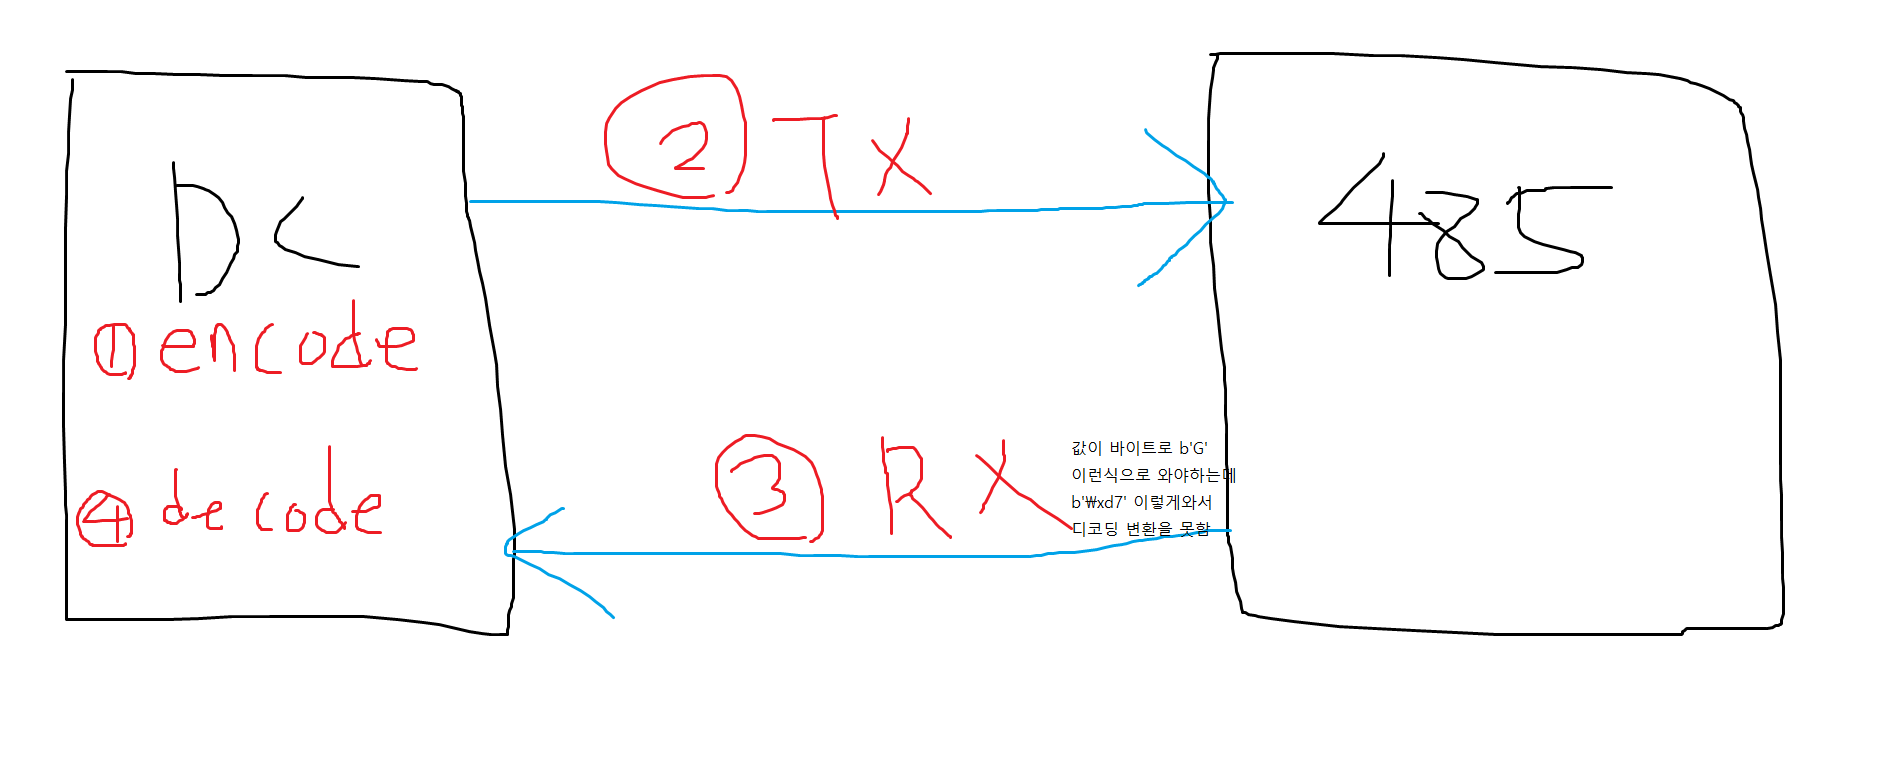 ② TX
DC
485
① encode
값이 바이트로 b'G'
이런식으로 와야하는데
b'₩xd7' 이렇게와서
디코딩 변환을 못함
③ RX
④ decode